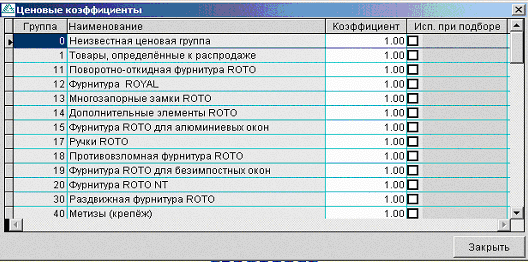 Ценовые коэффициенты
Группа Наименование Коэффициент Исп. при подборе
0 Неизвестная ценовая группа 1.00
1 Товары, определённые к распродаже 1.00
11 Поворотно-откидная фурнитура ROTO 1.00
12 Фурнитура ROYAL 1.00
13 Многозапорные замки ROTO 1.00
14 Дополнительные элементы ROTO 1.00
15 Фурнитура ROTO для алюминиевых окон 1.00
17 Ручки ROTO 1.00
18 Противовзломная фурнитура ROTO 1.00
19 Фурнитура ROTO для безимпостных окон 1.00
20 Фурнитура ROTO NT 1.00
30 Раздвижная фурнитура ROTO 1.00
40 Метизы (крепёж) 1.00
Закрыть